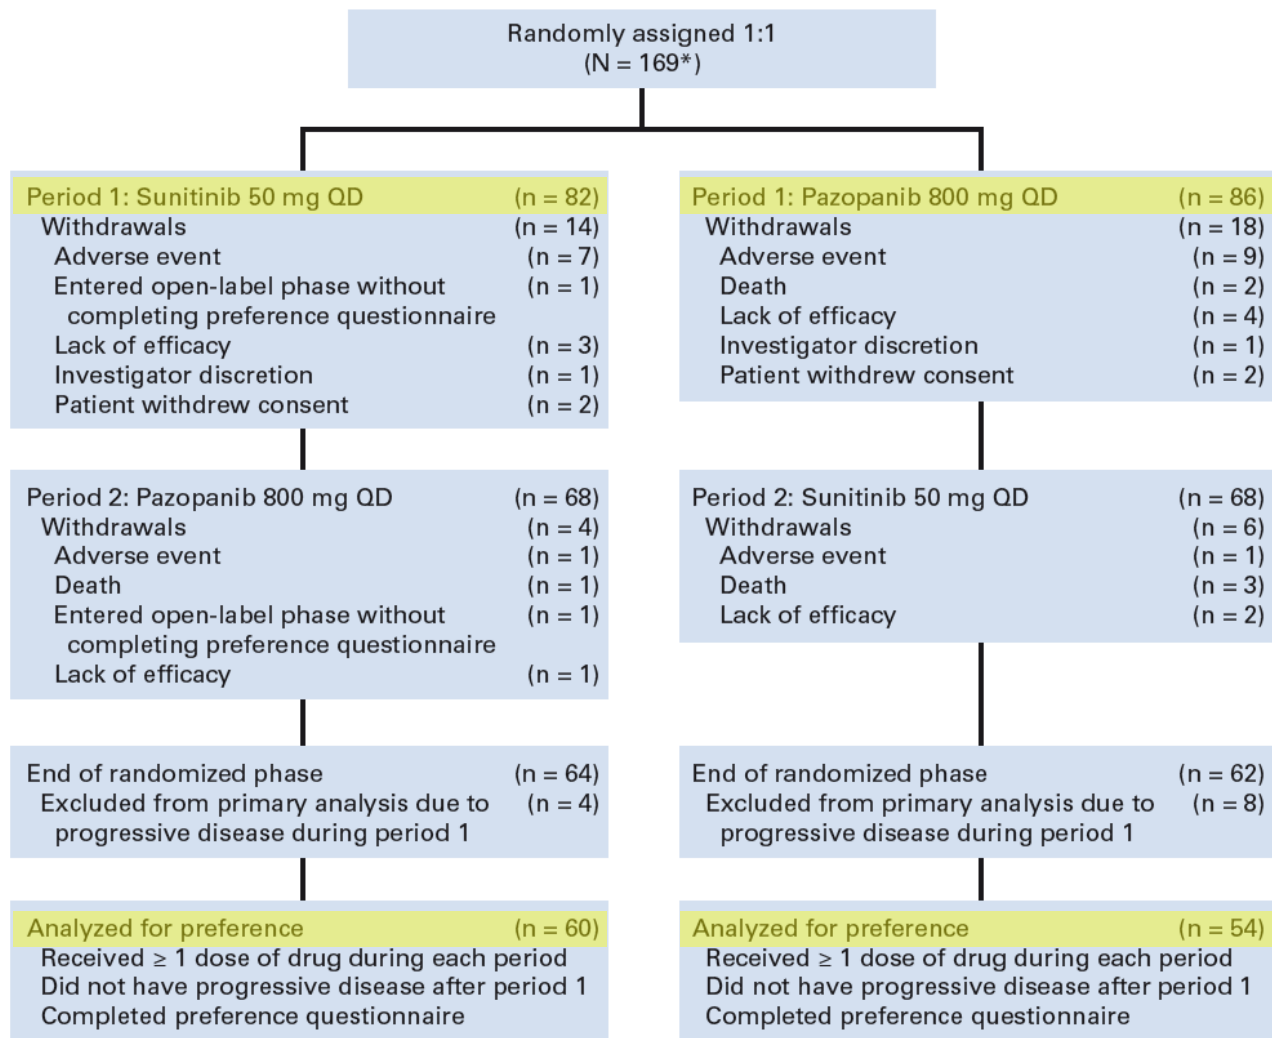 Randomly assigned 1:1
(N = 169*)
Period 1: Sunitinib 50 mg QD (n = 82)
Withdrawals (n = 14)
Adverse event (n = 7)
Entered open-label phase without (n = 1)
completing preference questionnaire
Lack of efficacy (n = 3)
Investigator discretion (n = 1)
Patient withdrew consent (n = 2)
Period 2: Pazopanib 800 mg QD (n = 68)
Withdrawals (n = 4)
Adverse event (n = 1)
Death (n = 1)
Entered open-label phase without (n = 1)
completing preference questionnaire
Lack of efficacy (n = 1)
End of randomized phase (n = 64)
Excluded from primary analysis due to (n = 4)
progressive disease during period 1
Analyzed for preference (n = 60)
Received ≥ 1 dose of drug during each period
Did not have progressive disease after period 1
Completed preference questionnaire
Period 1: Pazopanib 800 mg QD (n = 86)
Withdrawals (n = 18)
Adverse event (n = 9)
Death (n = 2)
Lack of efficacy (n = 4)
Investigator discretion (n = 1)
Patient withdrew consent (n = 2)
Period 2: Sunitinib 50 mg QD (n = 68)
Withdrawals (n = 6)
Adverse event (n = 1)
Death (n = 3)
Lack of efficacy (n = 2)
End of randomized phase (n = 62)
Excluded from primary analysis due to (n = 8)
progressive disease during period 1
Analyzed for preference (n = 54)
Received ≥ 1 dose of drug during each period
Did not have progressive disease after period 1
Completed preference questionnaire